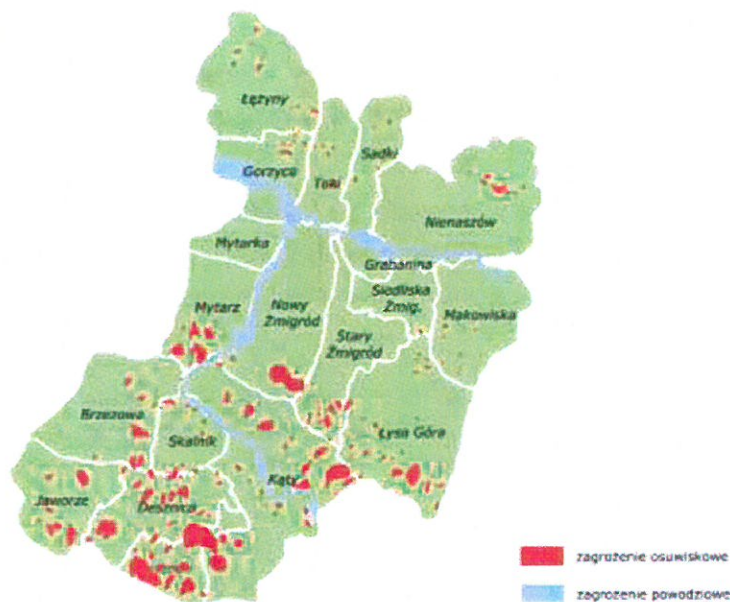 Łężyny
Sadki
Gorzyce
Toki
Nienaszów
Mytarka
Grabanina
Siedliska
Żmig.
Mytarz
Nowy
Żmigród
Makowiska
Stary
Żmigród
Brzezowa
Łysa Góra
Skalnik
Kąty
Jaworze
Desznica
zagrożenie osuwiskowe
zagrożenie powodziowe